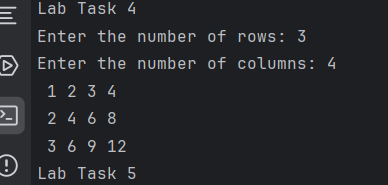 Lab Task 4
Enter the number of rows: 3
Enter the number of columns: 4
 1 2 3 4
 2 4 6 8
 3 6 9 12
Lab Task 5